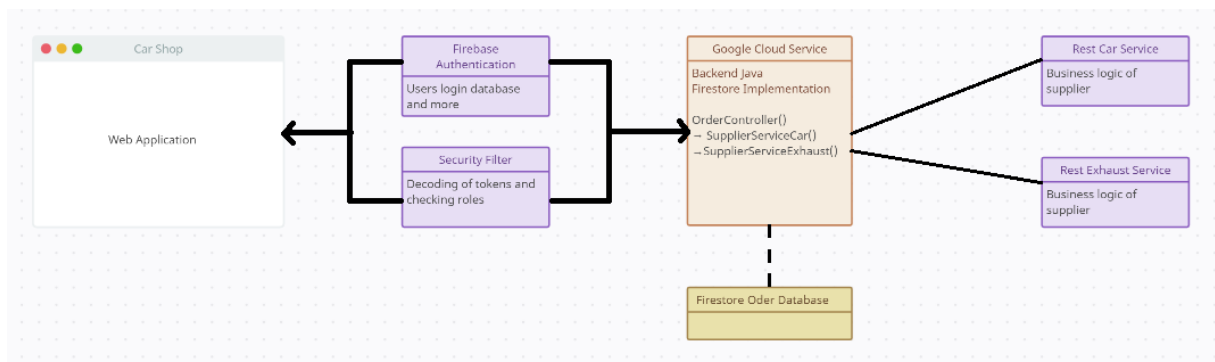 Car Shop
Web Application
Firebase
Authentication
Users login database
and more
Security Filter
Decoding of tokens and
checking roles
Google Cloud Service
Backend Java
Firestore Implementation
OrderController()
→ SupplierServiceCar()
→SupplierServiceExhaust()
Firestore Oder Database
Rest Car Service
Business logic of
supplier
Rest Exhaust Service
Business logic of
supplier